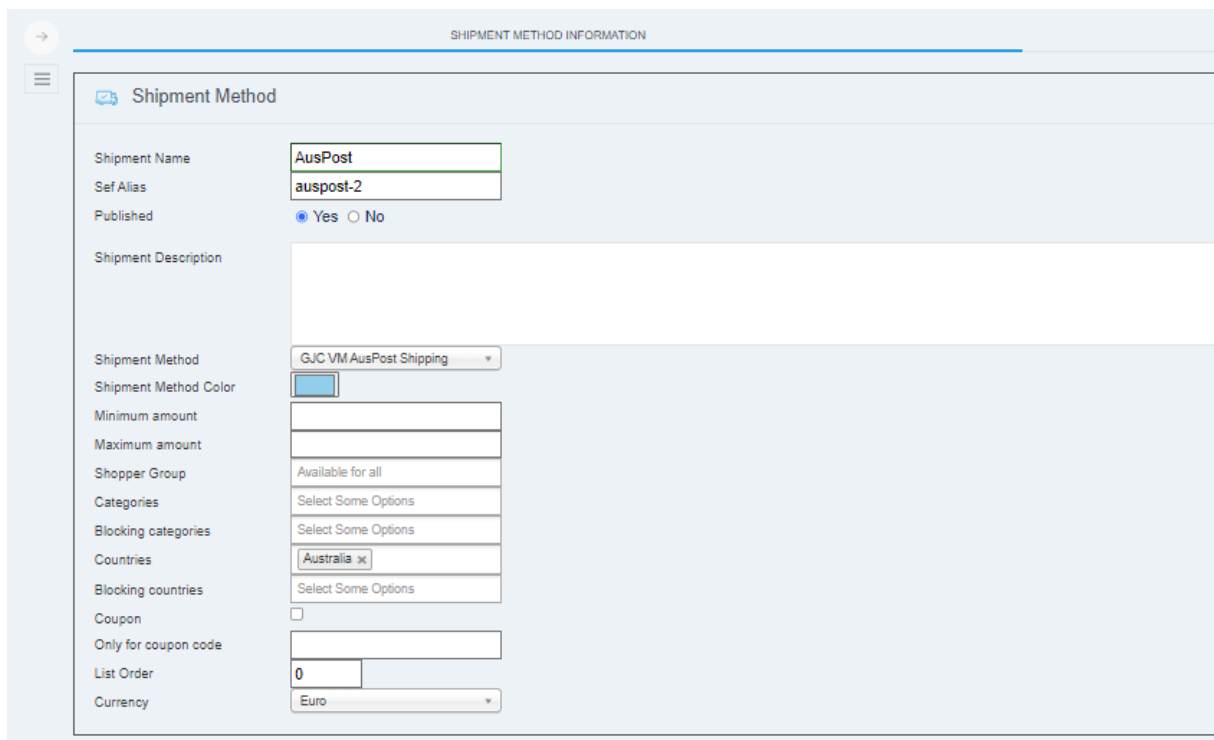 SHIPMENT METHOD INFORMATION
Shipment Method
Shipment Name AusPost
Sef Alias auspost-2
Published Yes No
Shipment Description
Shipment Method GJC VM AusPost Shipping
Shipment Method Color
Minimum amount
Maximum amount
Shopper Group Available for all
Categories Select Some Options
Blocking categories Select Some Options
Countries Australia
Blocking countries Select Some Options
Coupon
Only for coupon code
List Order 0
Currency Euro